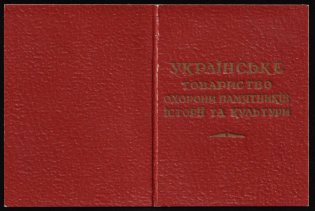 УКРАЇНСЬКЕ
ТОВАРИСТВО
ОХОРОНИ ПАМ'ЯТНИКІВ
ІСТОРІЇ ТА КУЛЬТУРИ